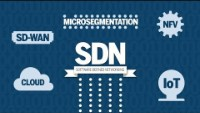 MICROSEGMENTATION
NFV
SD-WAN
SDN
SOFTWARE DEFINED NETWORKING
CLOUD
IoT